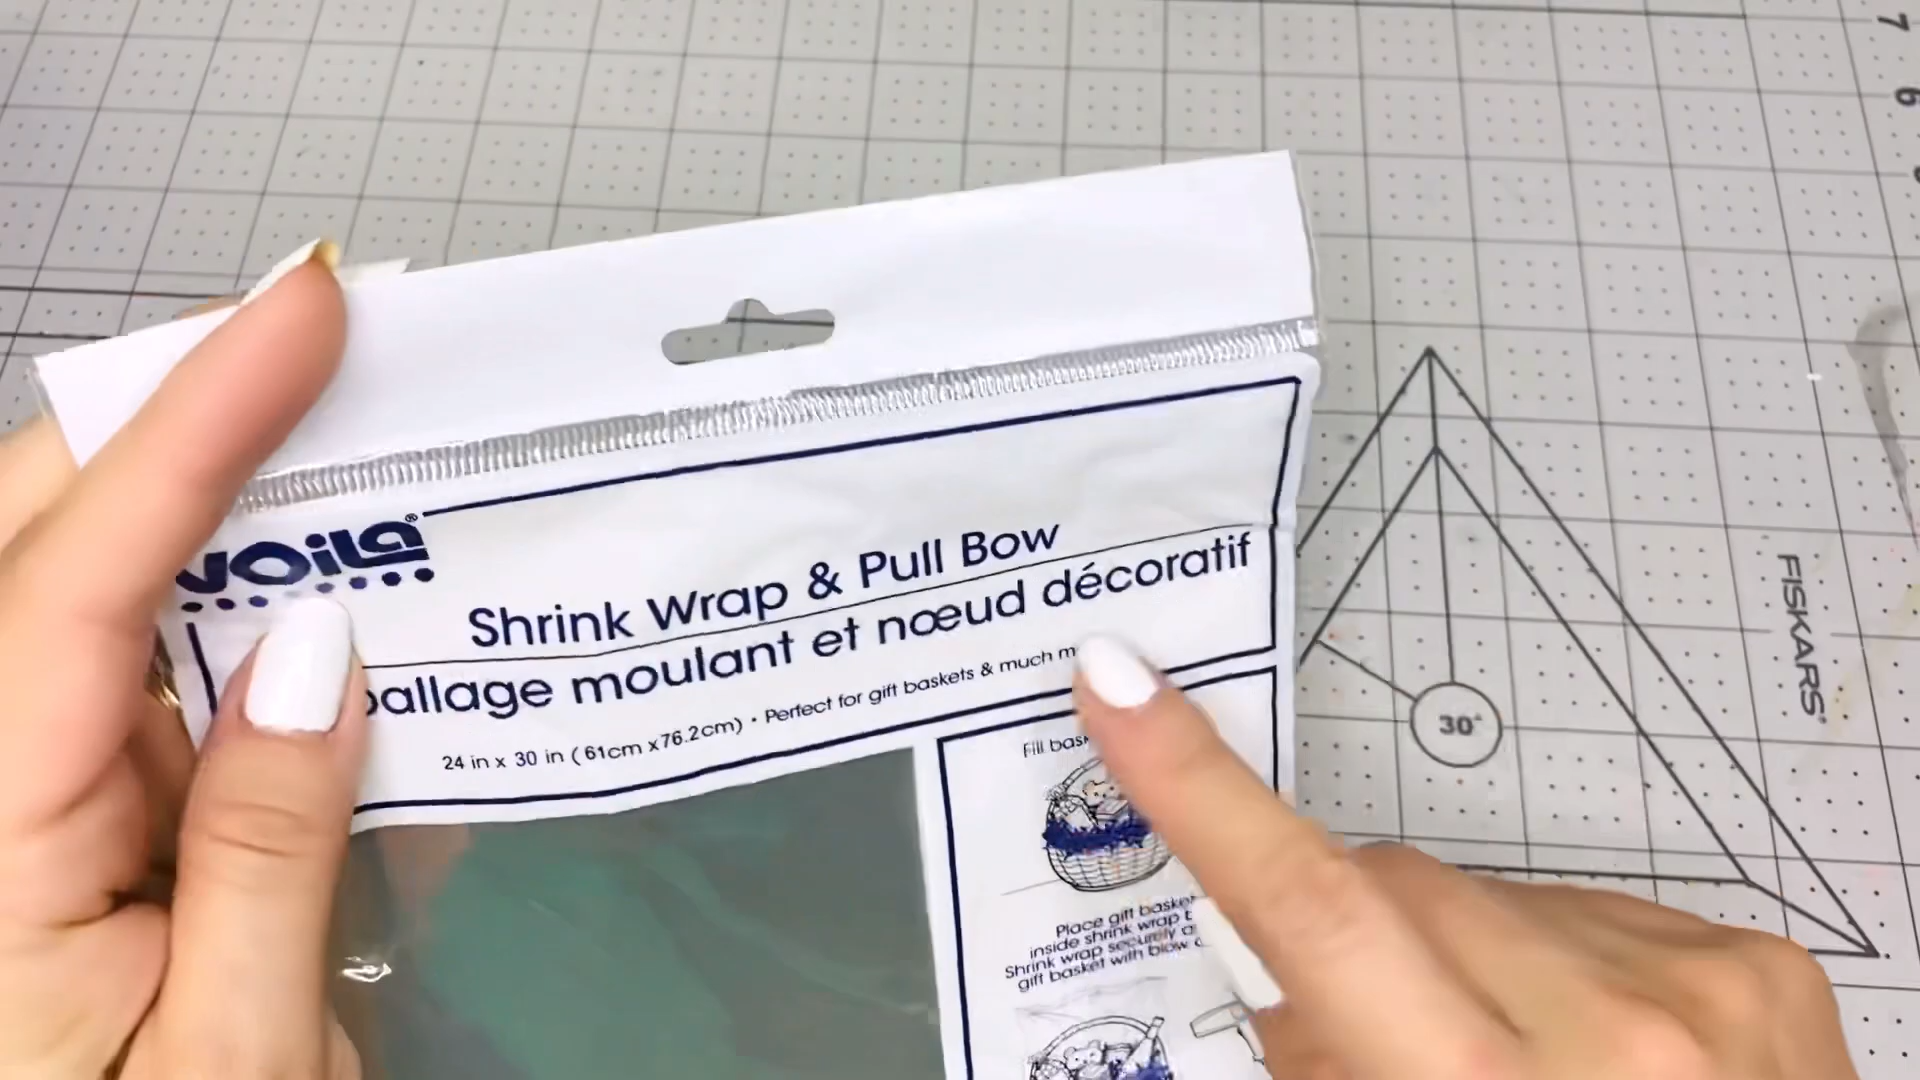 7
6
VOILA®
Shrink Wrap & Pull Bow
ballage moulant et nœud décoratif
24 in x 30 in (61cm x76.2cm) • Perfect for gift baskets & much
Fill
Place gift basket
inside shrink wrap
Shrink wrap securely
gift basket with blow
FISKARS®
30°